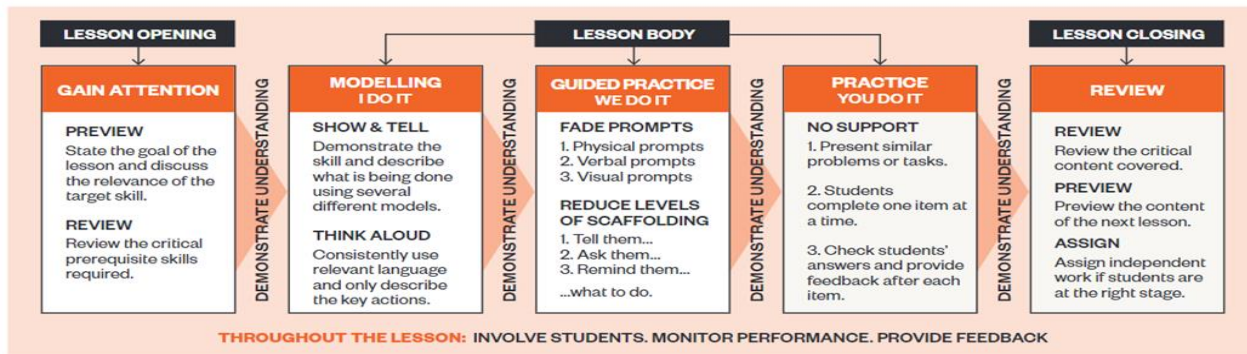 LESSON OPENING
LESSON BODY
LESSON CLOSING
GAIN ATTENTION
PREVIEW
State the goal of the
lesson and discuss
the relevance of the
target skill.
REVIEW
Review the critical
prerequisite skills
required.
DEMONSTRATE UNDERSTANDING
MODELLING
I DO IT
SHOW & TELL
Demonstrate the
skill and describe
what is being done
using several
different models.
THINK ALOUD
Consistently use
relevant language
and only describe
the key actions.
DEMONSTRATE UNDERSTANDING
GUIDED PRACTICE
WE DO IT
FADE PROMPTS
1. Physical prompts
2. Verbal prompts
3. Visual prompts
REDUCE LEVELS
OF SCAFFOLDING
1. Tell them...
2. Ask them...
3. Remind them...
...what to do.
DEMONSTRATE UNDERSTANDING
PRACTICE
YOU DO IT
NO SUPPORT
1. Present similar
problems or tasks.
2. Students
complete one item at
a time.
3. Check students’
answers and provide
feedback after each
item.
DEMONSTRATE UNDERSTANDING
REVIEW
REVIEW
Review the critical
content covered.
PREVIEW
Preview the content
of the next lesson.
ASSIGN
Assign independent
work if students are
at the right stage.
THROUGHOUT THE LESSON: INVOLVE STUDENTS. MONITOR PERFORMANCE. PROVIDE FEEDBACK